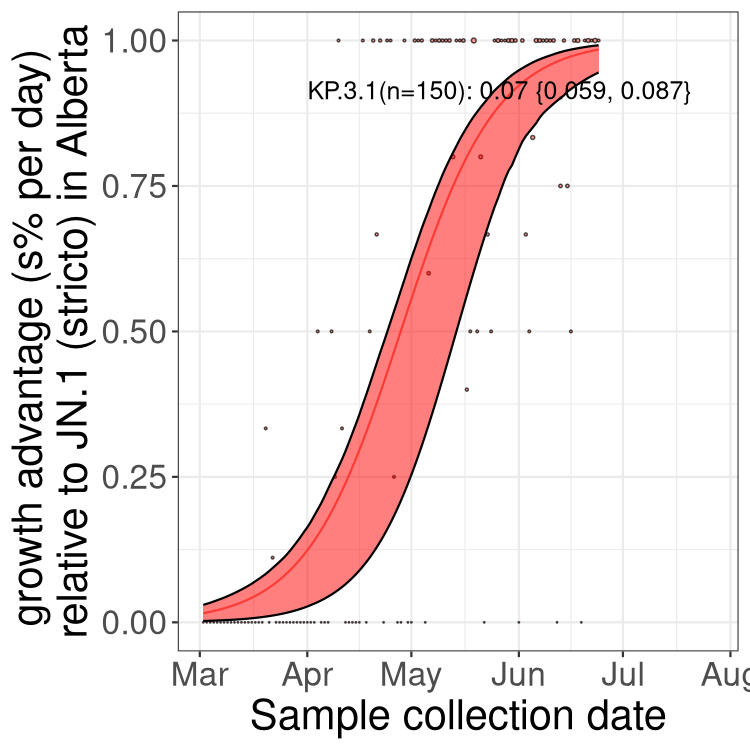 growth advantage (s% per day)
relative to JN.1 (stricto) in Alberta
1.00
0.75
0.50
0.25
0.00
KP.3.1(n=150): 0.07 {0.059, 0.087}
Mar Apr May Jun Jul Aug
Sample collection date